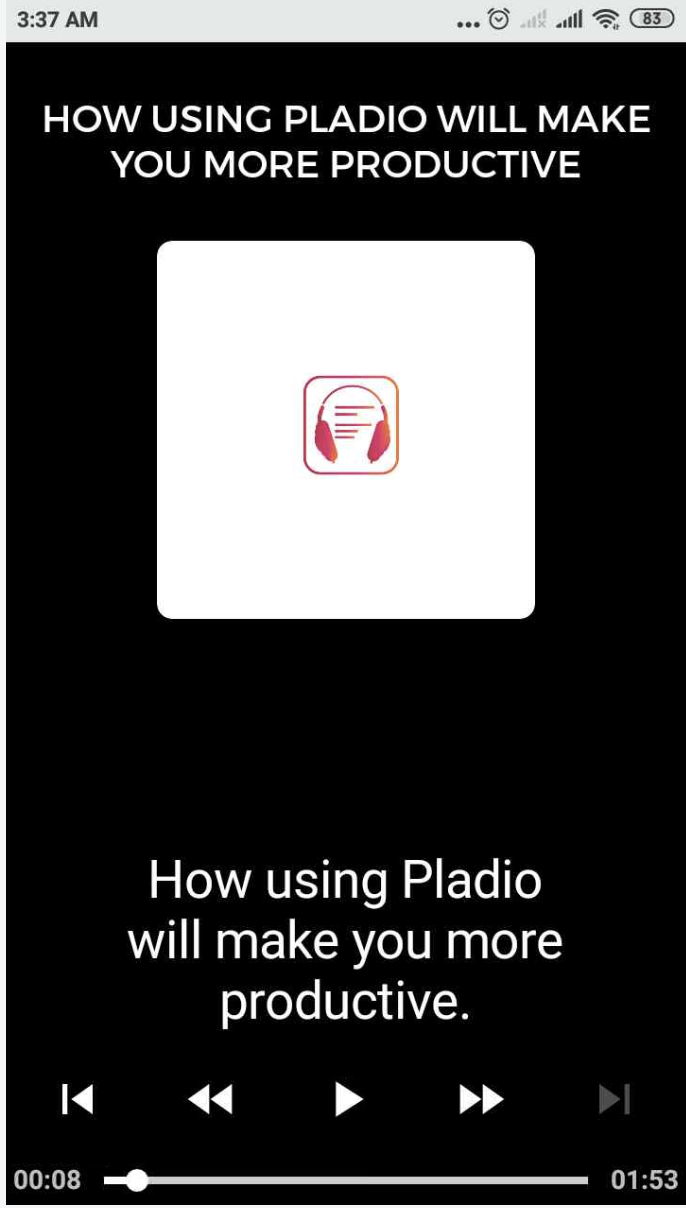 3:37 AM
83
HOW USING PLADIO WILL MAKE
YOU MORE PRODUCTIVE
How using Pladio
will make you more
productive.
00:08
01:53